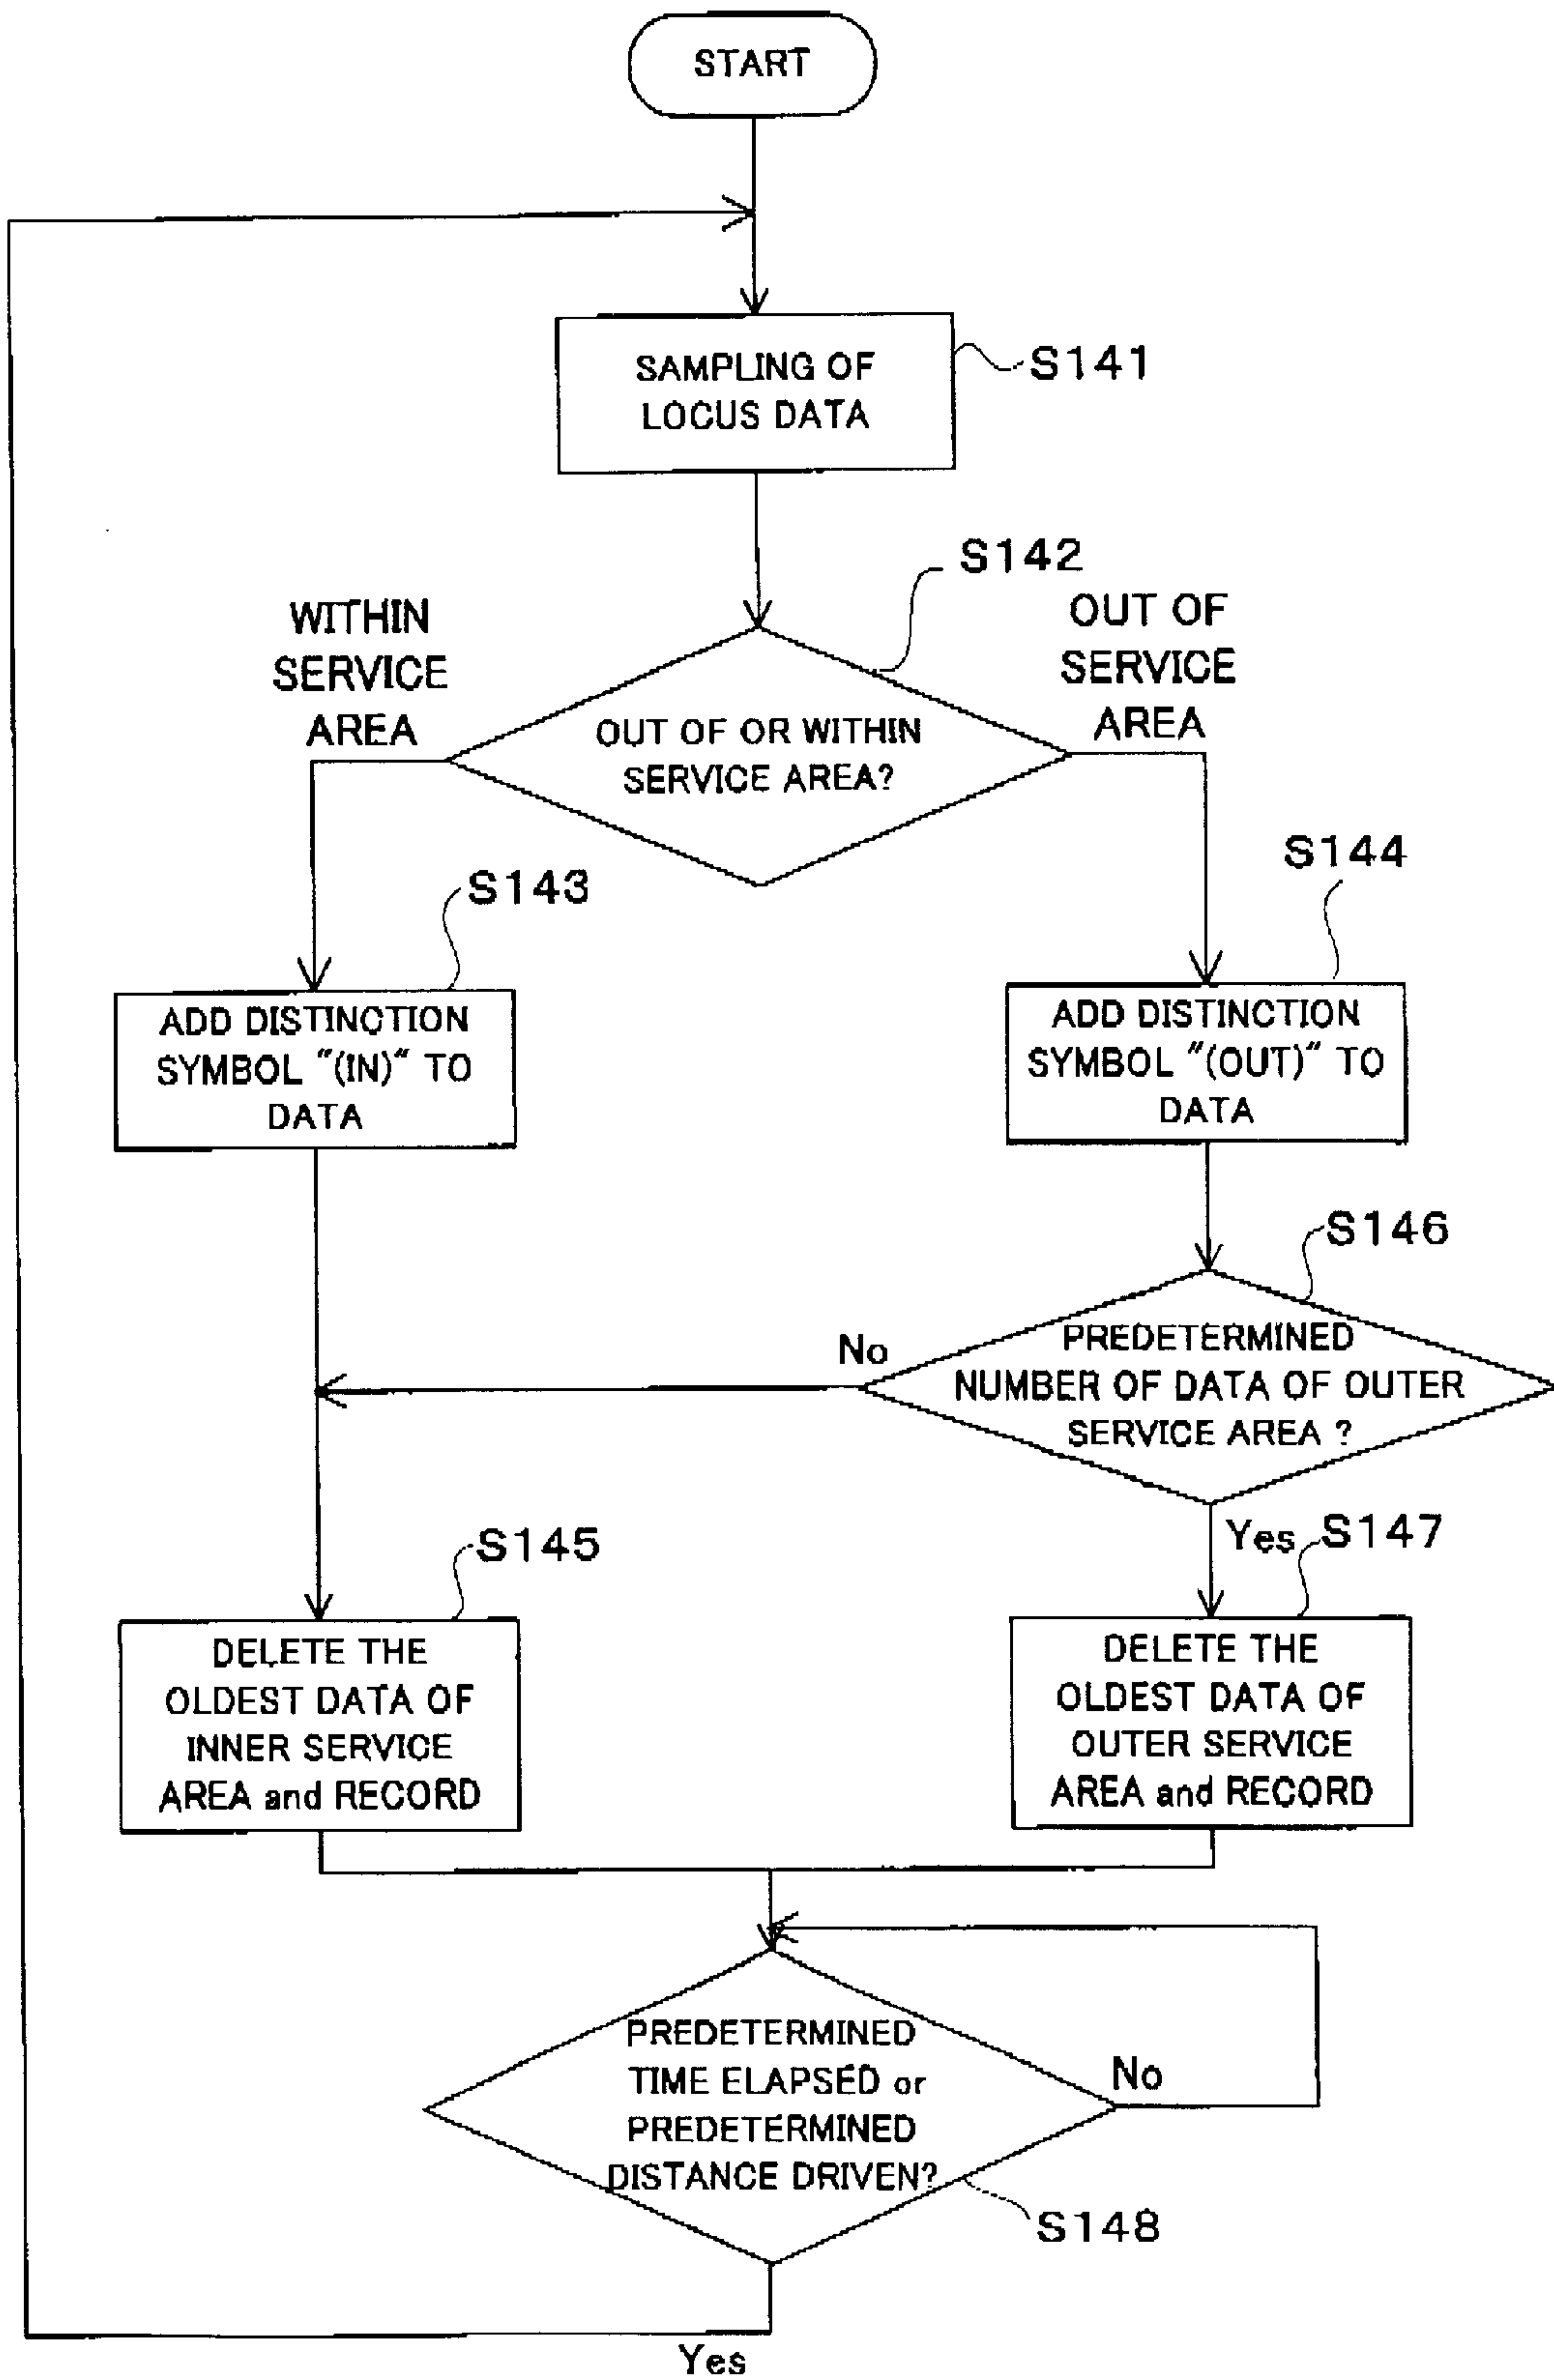 START
SAMPLING OF
LOCUS DATA
S141
S142
WITHIN
SERVICE
AREA
OUT OF
SERVICE
AREA
OUT OF OR WITHIN
SERVICE AREA?
S143
S144
ADD DISTINCTION
SYMBOL "(IN)" TO
DATA
ADD DISTINCTION
SYMBOL "(OUT)" TO
DATA
S146
No
PREDETERMINED
NUMBER OF DATA OF OUTER
SERVICE AREA ?
S145
Yes
S147
DELETE THE
OLDEST DATA OF
INNER SERVICE
AREA and RECORD
DELETE THE
OLDEST DATA OF
OUTER SERVICE
AREA and RECORD
PREDETERMINED
TIME ELAPSED or
PREDETERMINED
DISTANCE DRIVEN?
No
S148
Yes